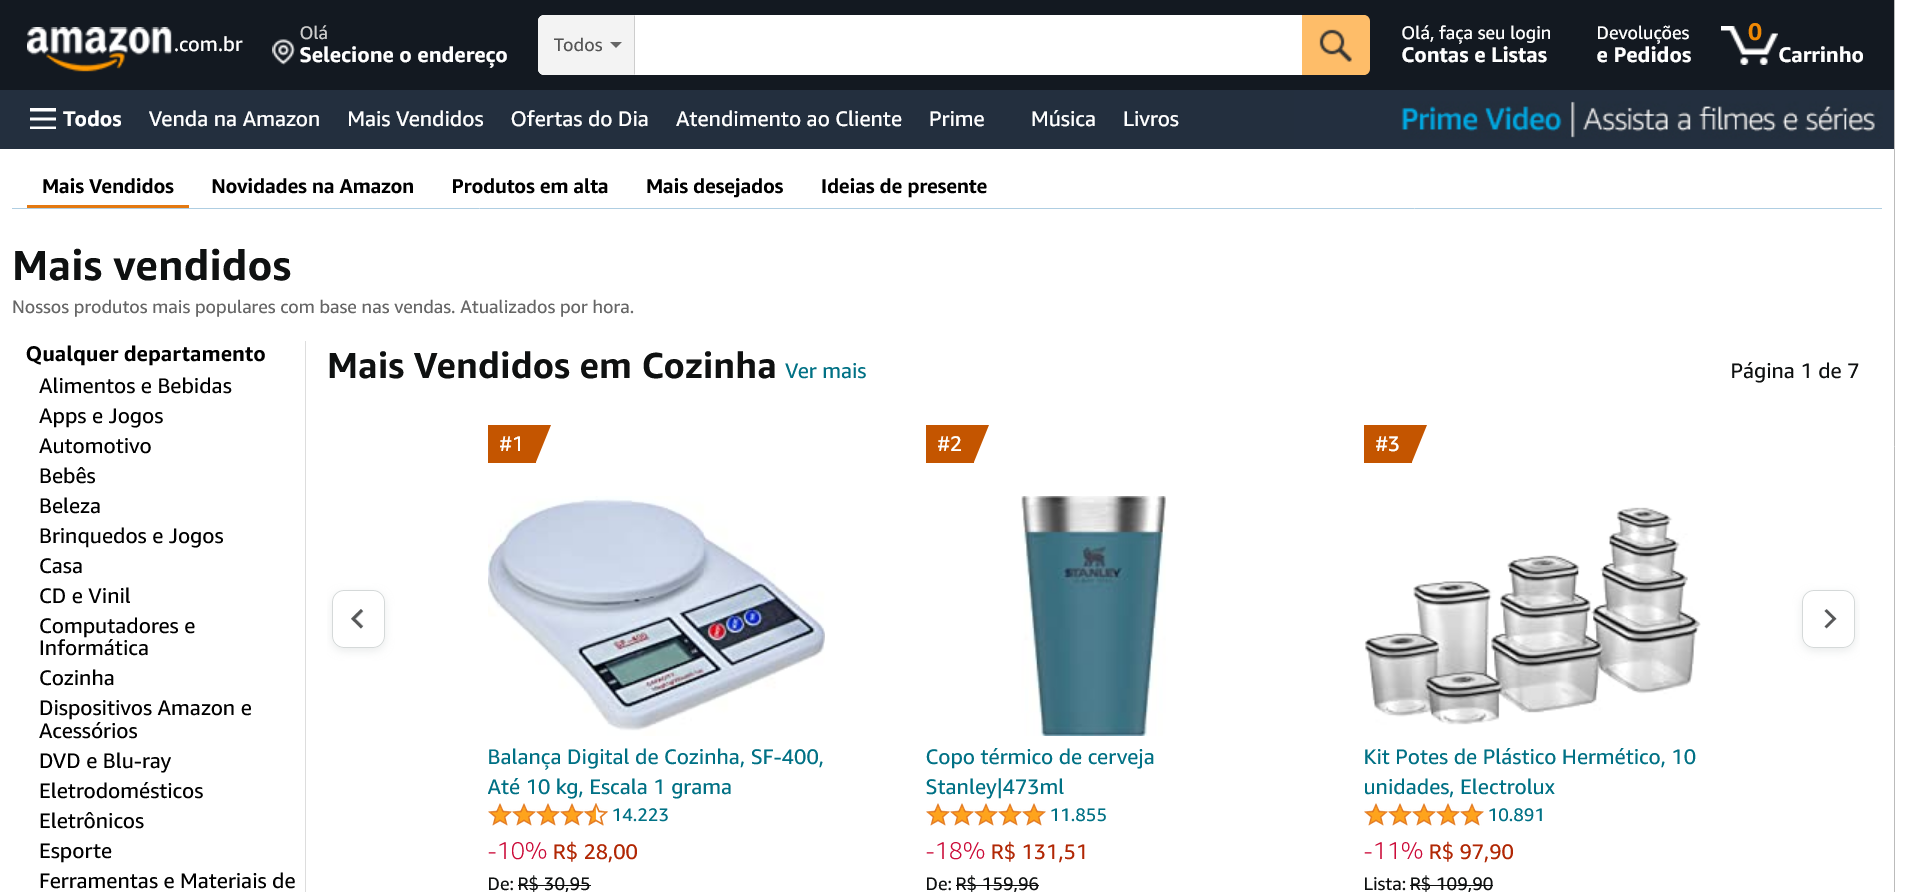 amazon.com.br
Olá
Selecione o endereço
Todos
Olá, faça seu login
Contas e Listas
Devoluções
e Pedidos
0
Carrinho
Todos
Venda na Amazon
Mais Vendidos
Ofertas do Dia
Atendimento ao Cliente
Prime
Música
Livros
Prime Video | Assista a filmes e séries
Mais Vendidos
Novidades na Amazon
Produtos em alta
Mais desejados
Ideias de presente
Mais vendidos
Nossos produtos mais populares com base nas vendas. Atualizados por hora.
Qualquer departamento
Alimentos e Bebidas
Apps e Jogos
Automotivo
Bebês
Beleza
Brinquedos e Jogos
Casa
CD e Vinil
Computadores e
Informática
Cozinha
Dispositivos Amazon e
Acessórios
DVD e Blu-ray
Eletrodomésticos
Eletrônicos
Esporte
Ferramentas e Materiais de
Mais Vendidos em Cozinha Ver mais
Página 1 de 7
#1
SF-400
Balança Digital de Cozinha, SF-400,
Até 10 kg, Escala 1 grama
14.223
-10% R$ 28,00
De: R$ 30,95
#2
STANLEY
Copo térmico de cerveja
Stanley|473ml
11.855
-18% R$ 131,51
De: R$ 159,96
#3
Kit Potes de Plástico Hermético, 10
unidades, Electrolux
10.891
-11% R$ 97,90
Lista: R$ 109,90